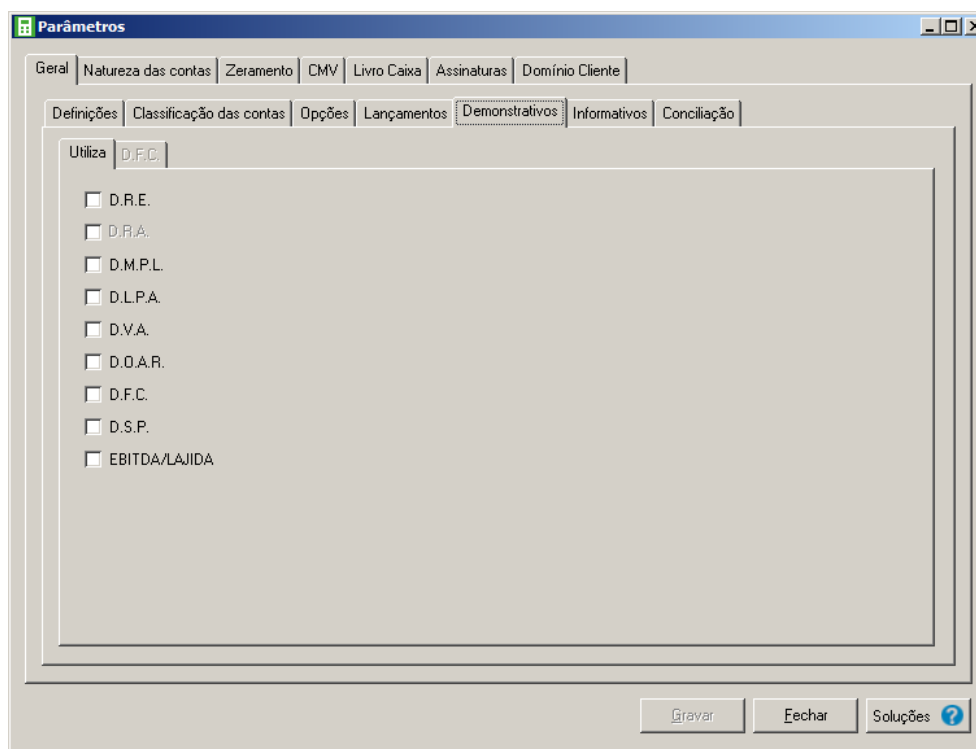 Parâmetros
Geral Natureza das contas Zeramento CMV Livro Caixa Assinaturas Domínio Cliente
Definições Classificação das contas Opções Lançamentos Demonstrativos Informativos Conciliação
Utiliza D.F.C.
D.R.E.
D.R.A.
D.M.P.L.
D.L.P.A.
D.V.A.
D.O.A.R.
D.F.C.
D.S.P.
EBITDA/LAJIDA
Gravar Fechar Soluções ?